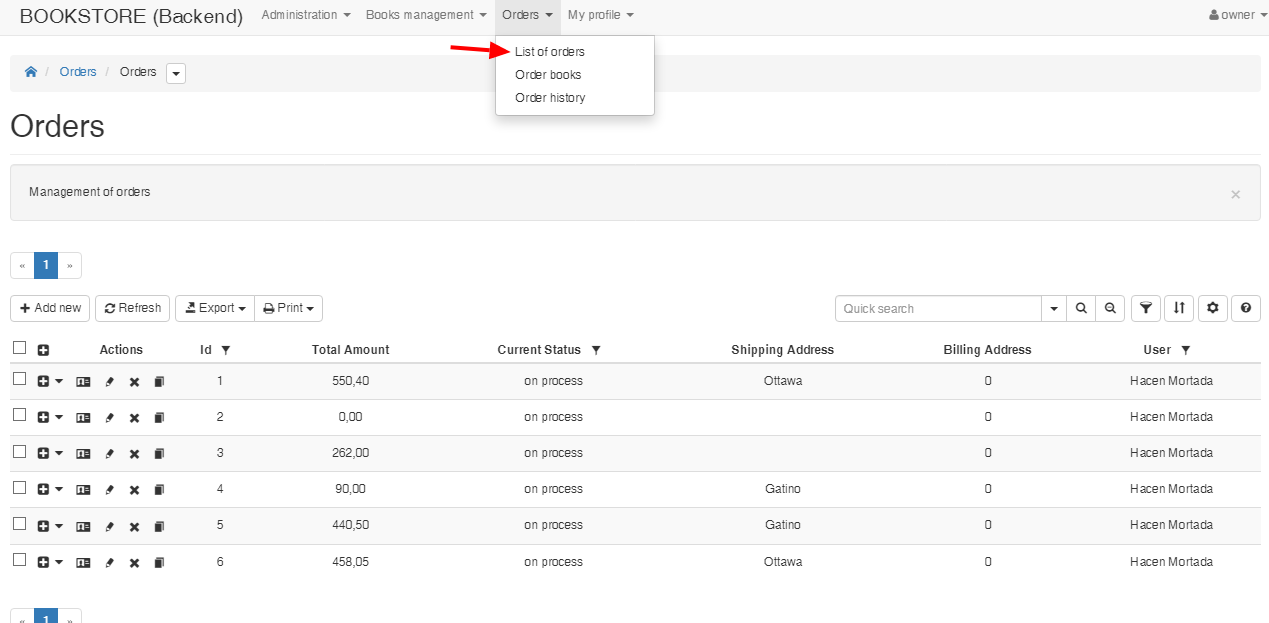 BOOKSTORE (Backend) Administration Books management Orders My profile owner
List of orders
Order books
Order history
/ Orders / Orders
Orders
Management of orders ×
« 1 »
Add new Refresh Export Print Quick search
Actions Id Total Amount Current Status Shipping Address Billing Address User
1 550,40 on process Ottawa 0 Hacen Mortada
2 0,00 on process 0 Hacen Mortada
3 262,00 on process 0 Hacen Mortada
4 90,00 on process Gatino 0 Hacen Mortada
5 440,50 on process Gatino 0 Hacen Mortada
6 458,05 on process Ottawa 0 Hacen Mortada
« 1 »